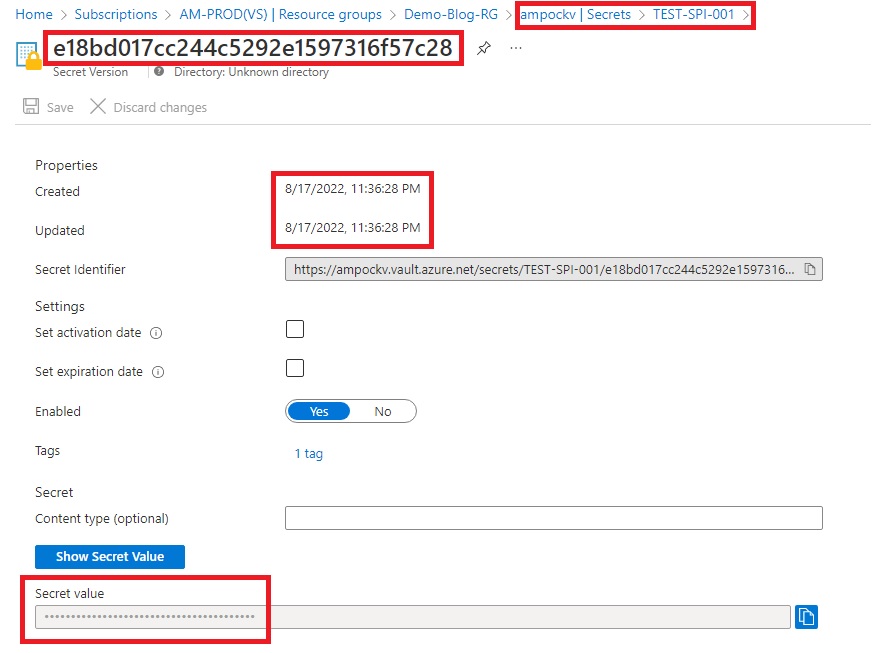 Home > Subscriptions > AM-PROD(VS) | Resource groups > Demo-Blog-RG > ampockv | Secrets > TEST-SPI-001 >
e18bd017cc244c5292e1597316f57c28 ...
Secret Version Directory: Unknown directory
Save Discard changes
Properties
Created 8/17/2022, 11:36:28 PM
Updated 8/17/2022, 11:36:28 PM
Secret Identifier https://ampockv.vault.azure.net/secrets/TEST-SPI-001/e18bd017cc244c5292e1597316...
Settings
Set activation date
Set expiration date
Enabled Yes No
Tags 1 tag
Secret
Content type (optional)
Show Secret Value
Secret value
••••••••••••••••••••••••••••••••••••••••